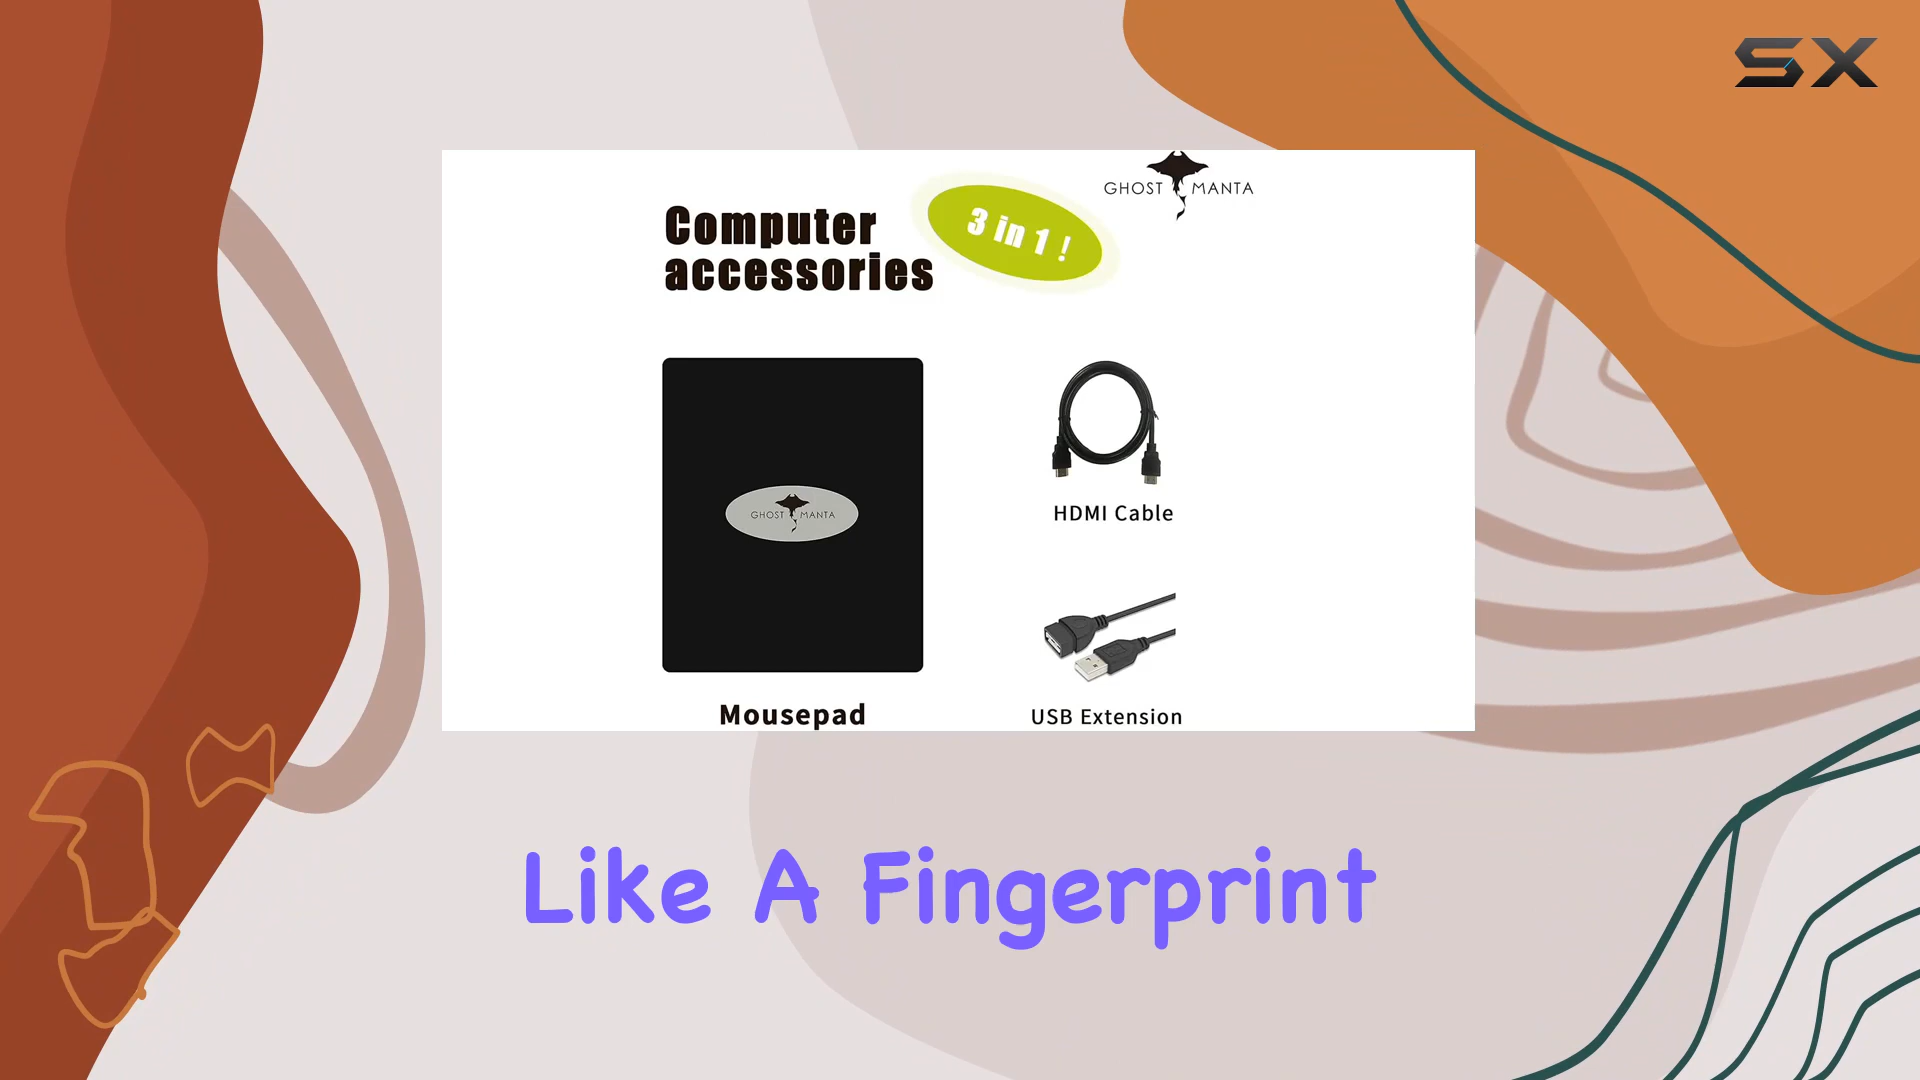 SX
GHOST MANTA
Computer
accessories
3 in 1 !
GHOST MANTA
HDMI Cable
Mousepad
USB Extension
Like A Fingerprint